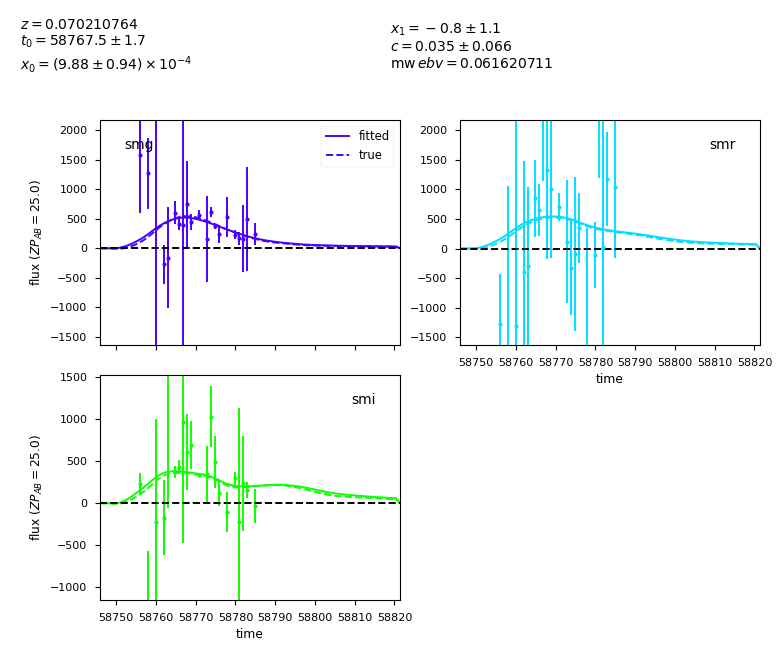 z = 0.070210764
t₀ = 58767.5 ± 1.7
x₀ = (9.88 ± 0.94) × 10⁻⁴
x₁ = −0.8 ± 1.1
c = 0.035 ± 0.066
mw ebv = 0.061620711
smg
fitted
true
2000
1500
1000
500
0
−500
−1000
−1500
flux (ZP_AB = 25.0)
smr
2000
1500
1000
500
0
−500
−1000
−1500
58750 58760 58770 58780 58790 58800 58810 58820
time
smi
1500
1000
500
0
−500
−1000
flux (ZP_AB = 25.0)
58750 58760 58770 58780 58790 58800 58810 58820
time